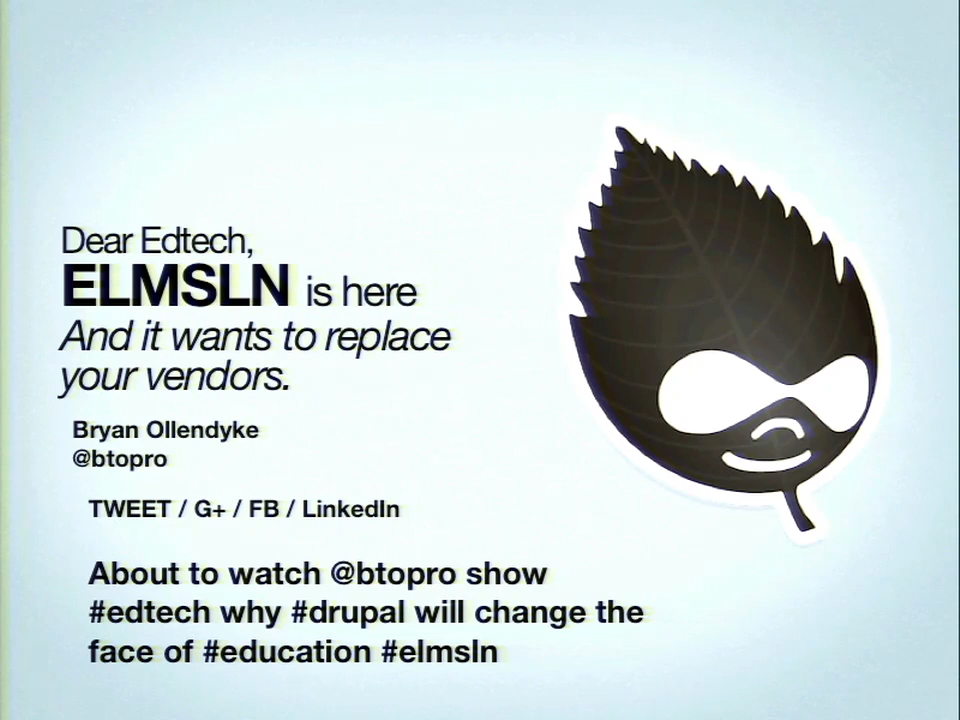 Dear Edtech,
ELMSLN is here
And it wants to replace
your vendors.
Bryan Ollendyke
@btopro
TWEET / G+ / FB / LinkedIn
About to watch @btopro show
#edtech why #drupal will change the
face of #education #elmsln